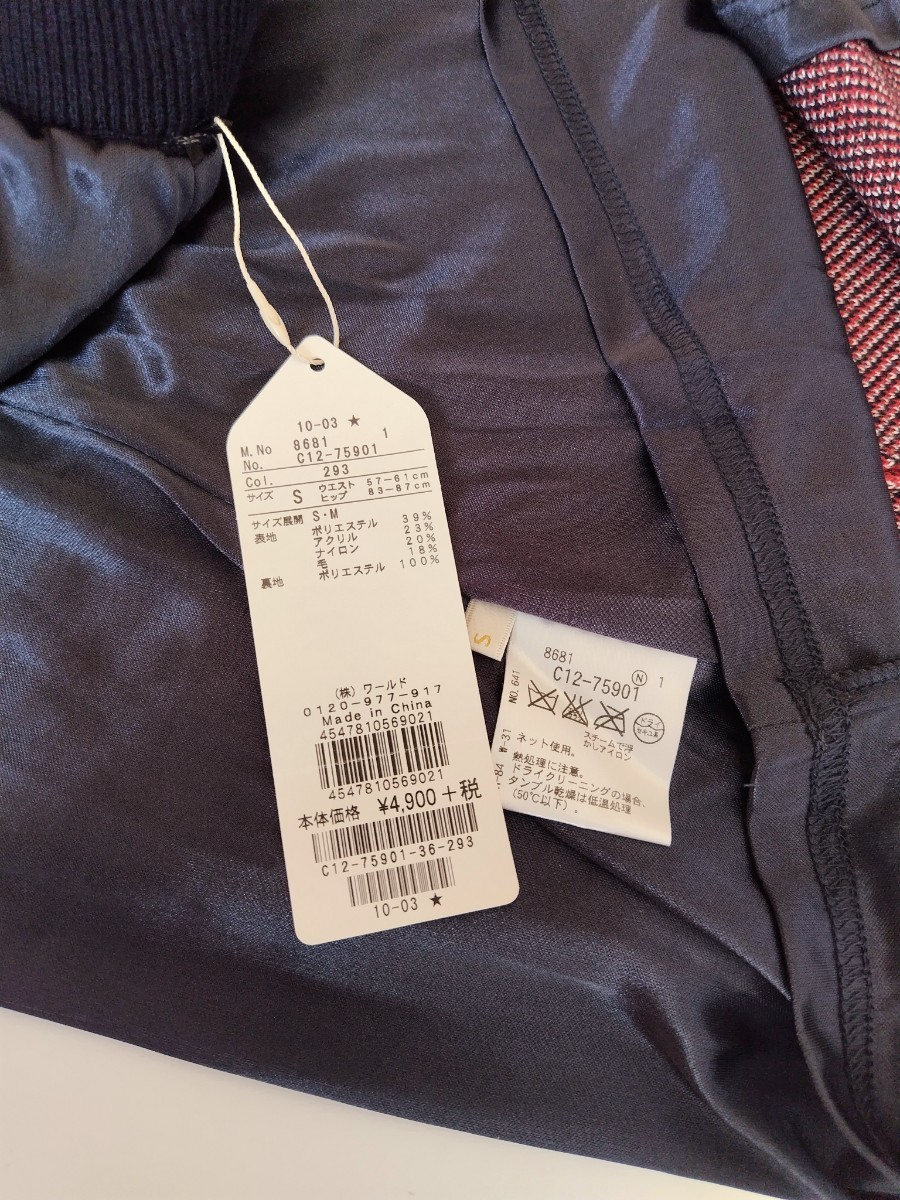 10-03 ★
M.No 8681 1
No. C12-75901
Col. 293
サイズ S ウエスト 57-61cm
ヒップ 83-87cm
サイズ展開 S・M
表地 ポリエステル 39%
アクリル 23%
ナイロン 20%
毛 18%
裏地 ポリエステル 100%
(株)ワールド
0120-977-917
Made in China
4547810569021
4547810569021
本体価格 ¥4,900+税
C12-75901-36-293
10-03 ★
S
8681
C12-75901 N 1
NO.641
ドライ
セキユ系
スチームで浮
かしアイロン
ネット使用。
熱処理に注意。
ドライクリーニングの場合、
タンブル乾燥は低温処理
(50℃以下)。